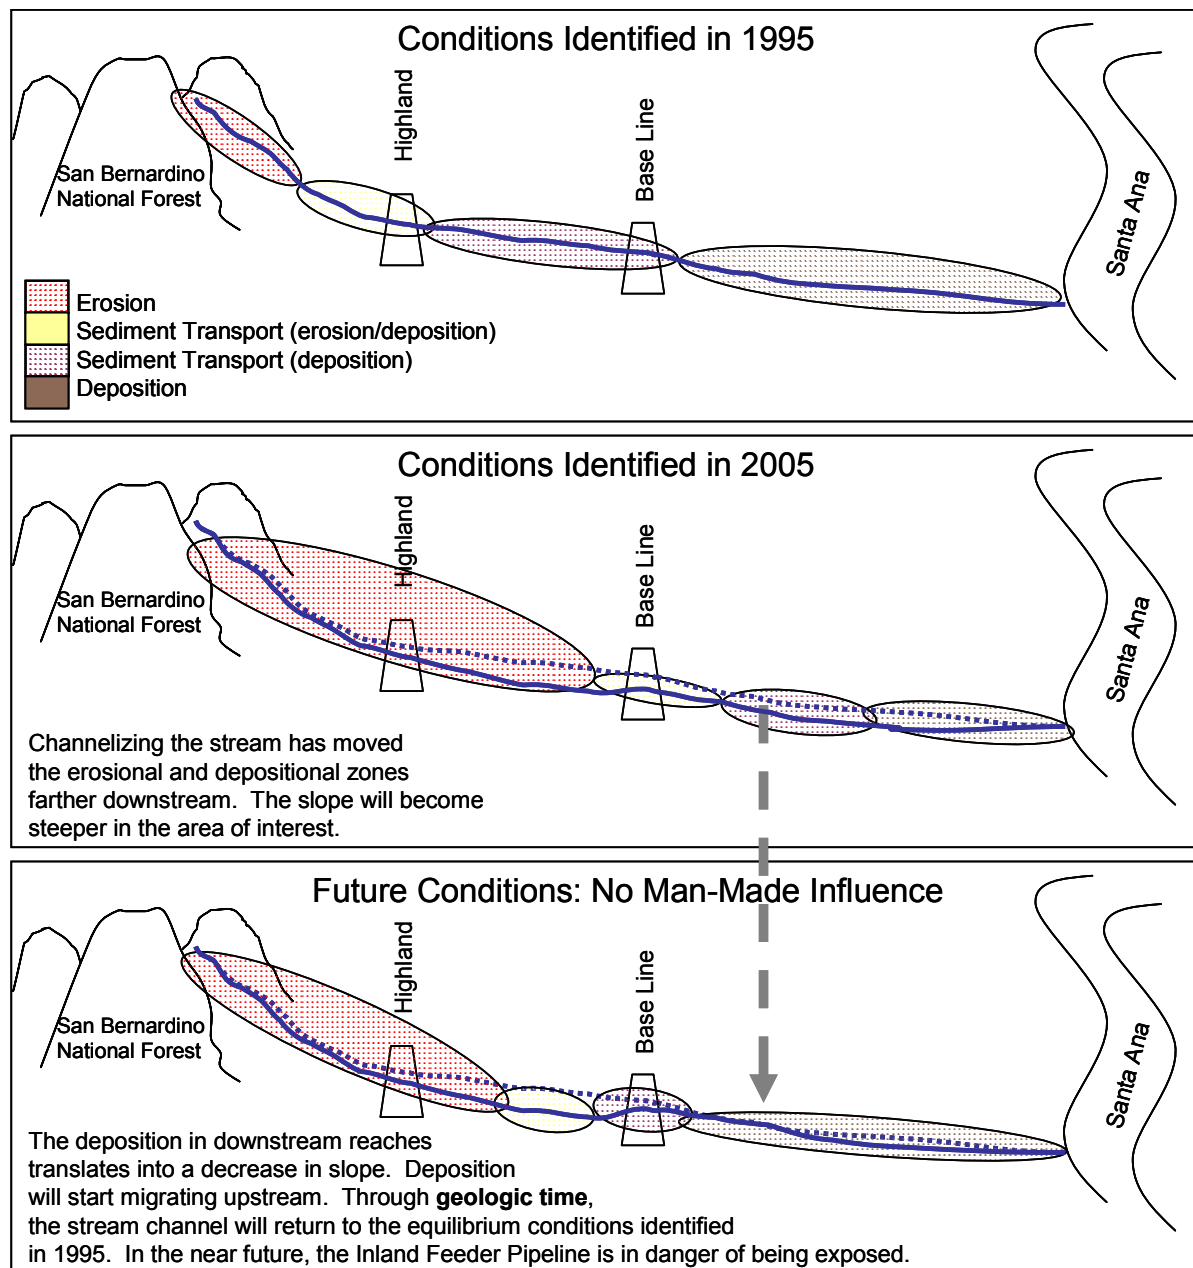 Conditions Identified in 1995
Highland
Base Line
San Bernardino
National Forest
Santa Ana
Erosion
Sediment Transport (erosion/deposition)
Sediment Transport (deposition)
Deposition
Conditions Identified in 2005
Highland
Base Line
San Bernardino
National Forest
Santa Ana
Channelizing the stream has moved
the erosional and depositional zones
farther downstream. The slope will become
steeper in the area of interest.
Future Conditions: No Man-Made Influence
Highland
Base Line
San Bernardino
National Forest
Santa Ana
The deposition in downstream reaches
translates into a decrease in slope. Deposition
will start migrating upstream. Through geologic time,
the stream channel will return to the equilibrium conditions identified
in 1995. In the near future, the Inland Feeder Pipeline is in danger of being exposed.